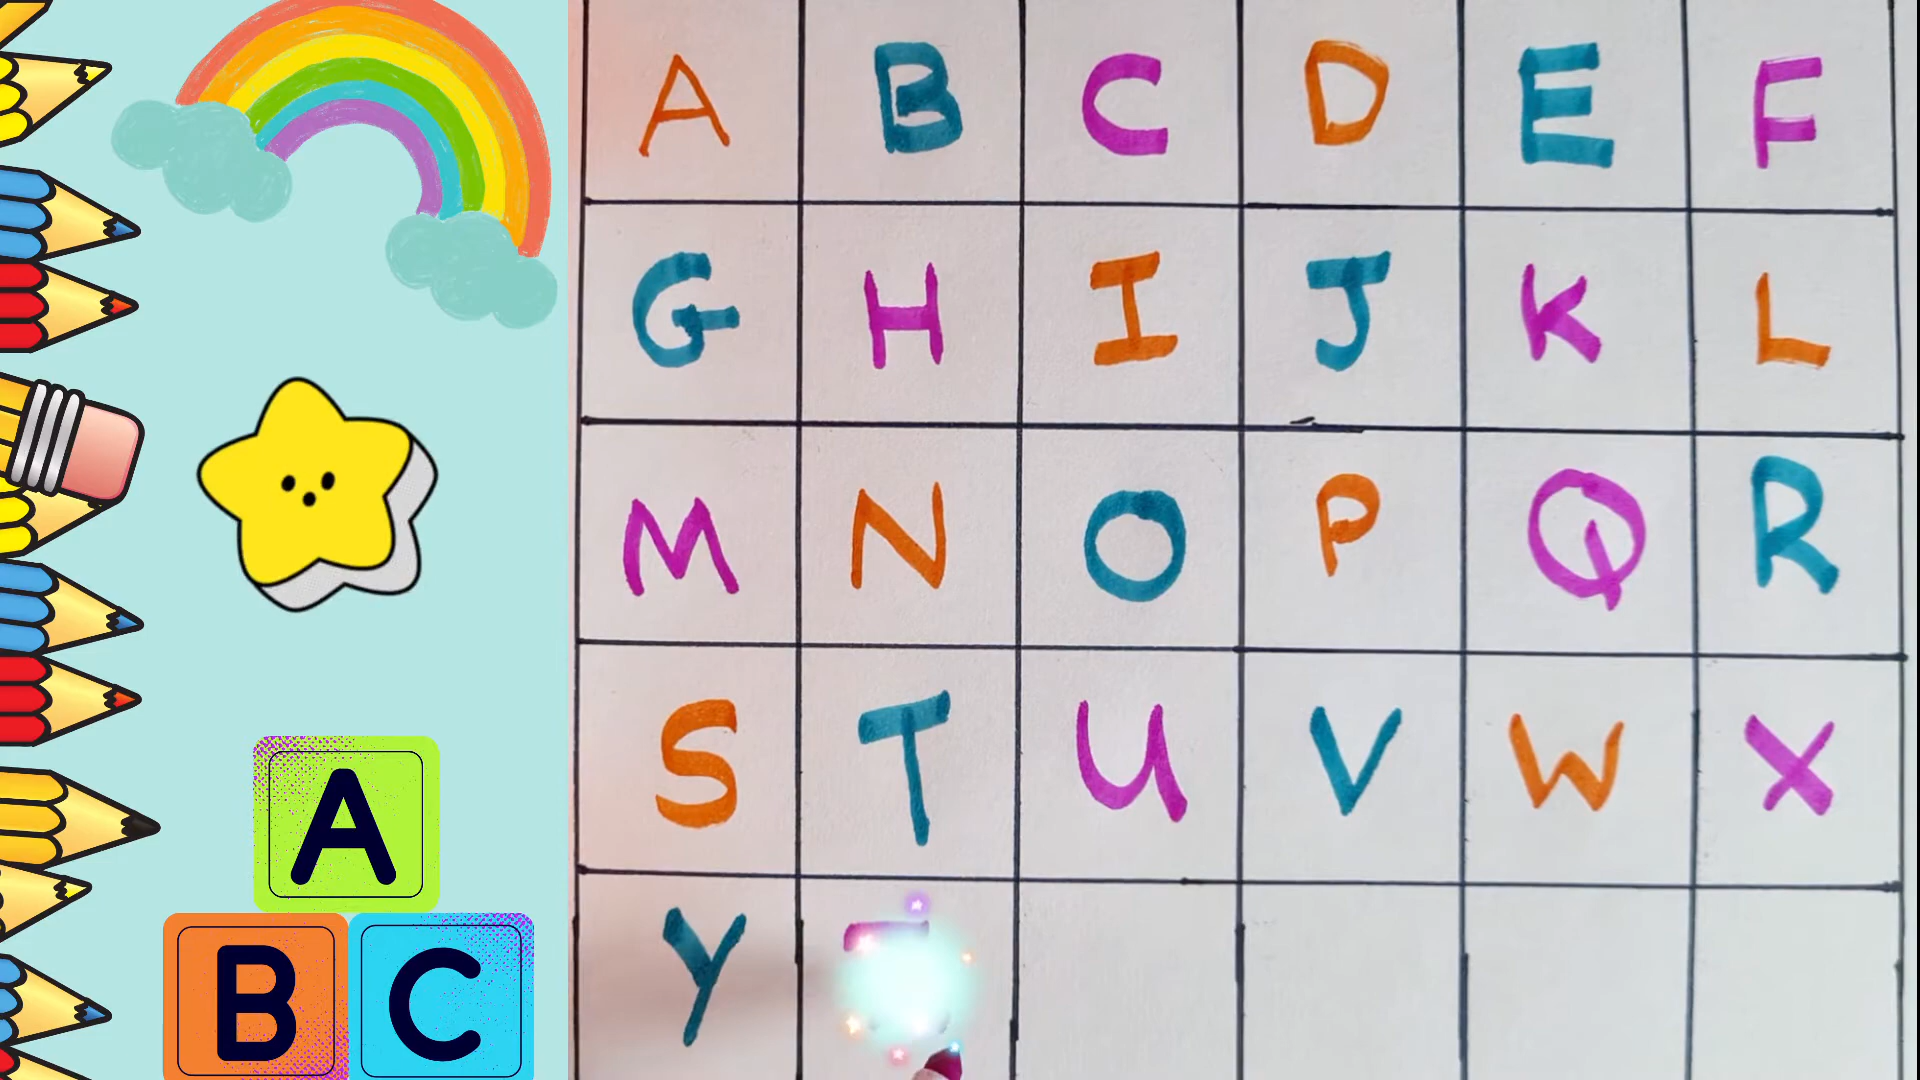 A B C D E F
G H I J K L
M N O P Q R
S T U V W X
Y
A
B C